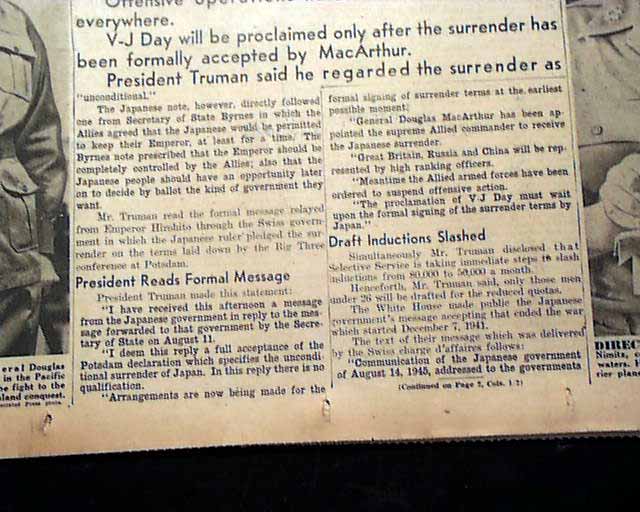 Offensive Operations
everywhere.
V-J Day will be proclaimed only after the surrender has
been formally accepted by MacArthur.
President Truman said he regarded the surrender as
"unconditional."
The Japanese note, however, directly followed
one from Secretary of State Byrnes in which the
Allies agreed that the Japanese would be permitted
to keep their Emperor, at least for a time. The
Byrnes note prescribed that the Emperor should be
completely controlled by the Allies; also that the
Japanese people should have an opportunity later
on to decide by ballot the kind of government they
want.
Mr. Truman read the formal message relayed
from Emperor Hirohito through the Swiss govern-
ment in which the Japanese ruler pledged the sur-
render on the terms laid down by the Big Three
conference at Potsdam.
President Reads Formal Message
President Truman made this statement:
"I have received this afternoon a message
from the Japanese government in reply to the mes-
sage forwarded to that government by the Secre-
tary of State on August 11.
"I deem this reply a full acceptance of the
Potsdam declaration which specifies the uncondi-
tional surrender of Japan. In this reply there is no
qualification.
"Arrangements are now being made for the
formal signing of surrender terms at the earliest
possible moment.
"General Douglas MacArthur has been ap-
pointed the supreme Allied commander to receive
the Japanese surrender.
"Great Britain, Russia and China will be rep-
resented by high ranking officers.
"Meantime the Allied armed forces have been
ordered to suspend offensive action.
"The proclamation of V-J Day must wait
upon the formal signing of the surrender terms by
Japan."
Draft Inductions Slashed
Simultaneously Mr. Truman disclosed that
Selective Service is taking immediate steps to slash
inductions from 80,000 to 50,000 a month.
Henceforth, Mr. Truman said, only those men
under 26 will be drafted for the reduced quotas.
The White House made public the Japanese
government's message accepting that ended the war
which started December 7, 1941.
The text of their message which was delivered
by the Swiss charge d'affaires follows:
"Communication of the Japanese government
of August 14, 1945, addressed to the governments
(Continued on Page 2, Cols. 1-2)
eral Douglas
in the Pacific
e fight to the
land conquest.
DIREC
Nimitz,
waters. F
rier plane